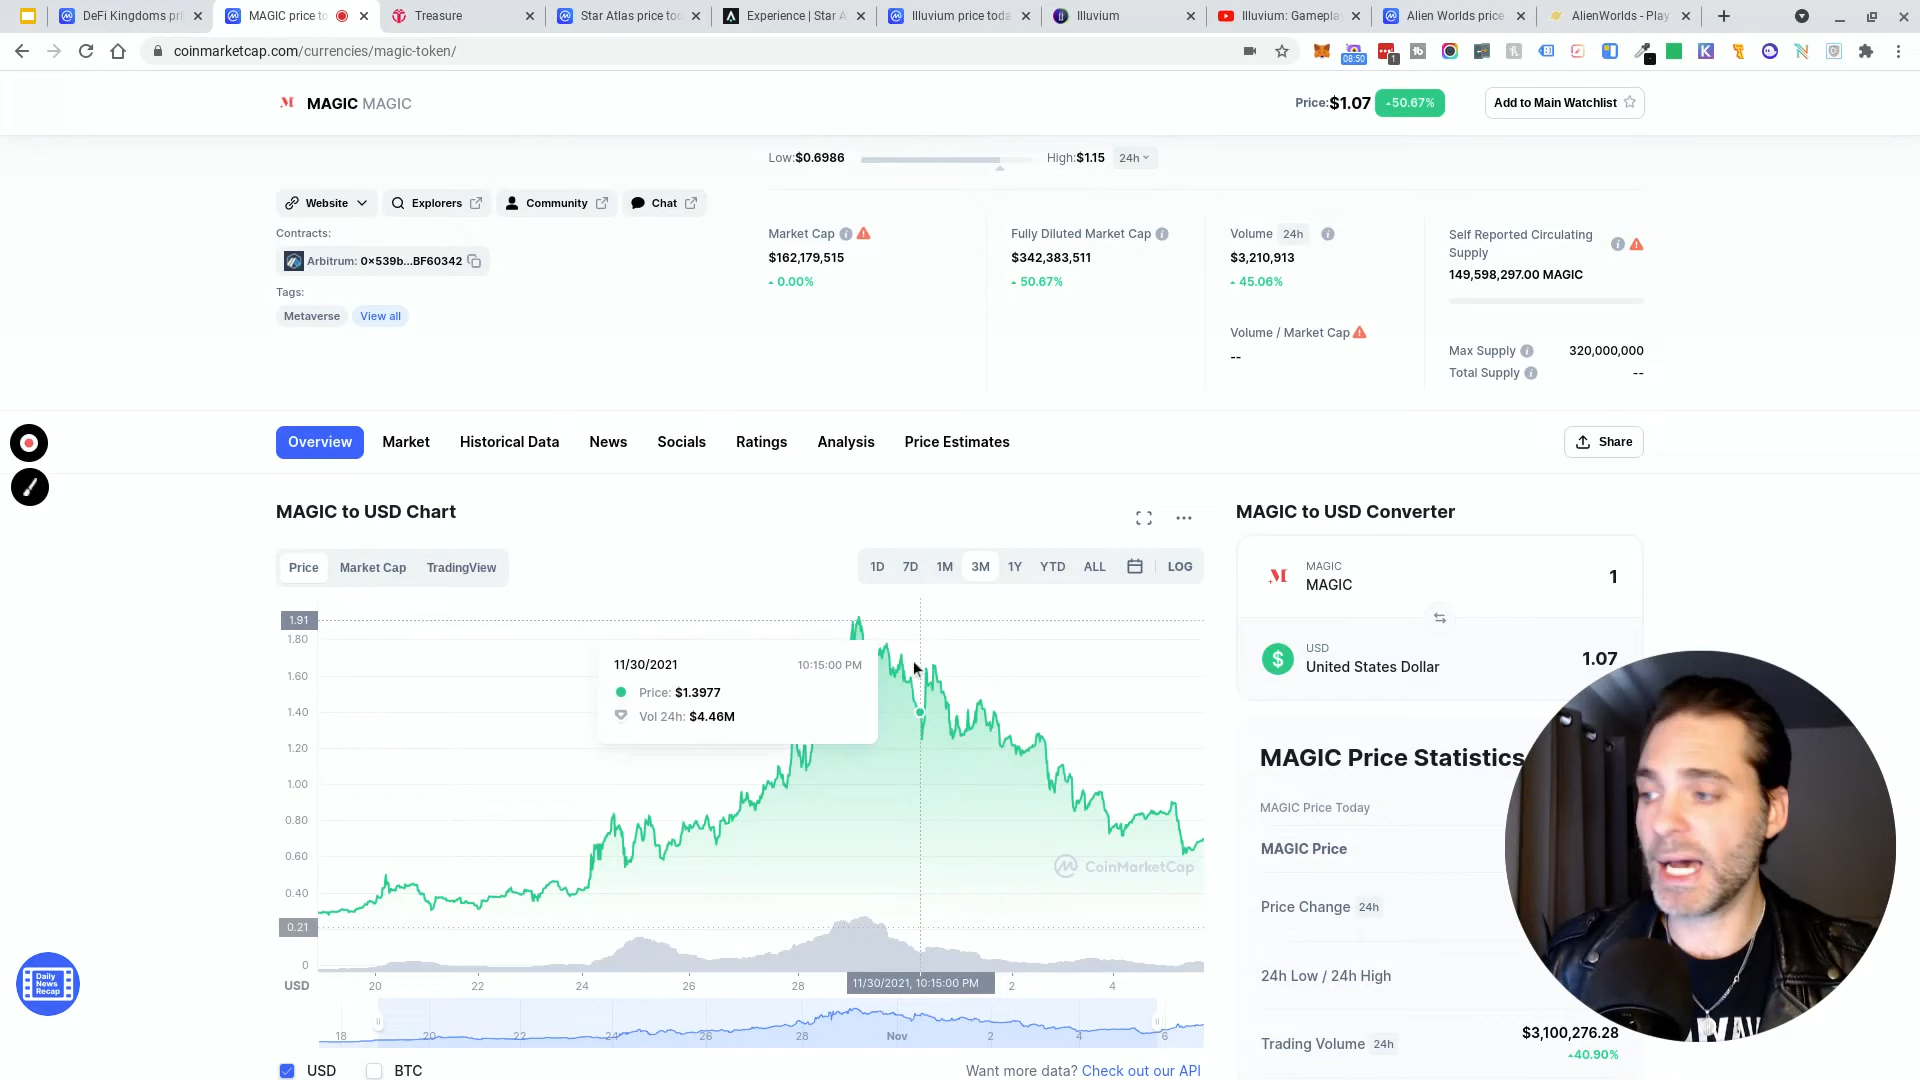 DeFi Kingdoms pri
MAGIC price to
Treasure
Star Atlas price tod
Experience | Star A
Illuvium price toda
Illuvium
Illuvium: Gamepla
Alien Worlds price
AlienWorlds - Play
coinmarketcap.com/currencies/magic-token/
08:50
1
MAGIC MAGIC
Price: $1.07 50.67%
Add to Main Watchlist
Low: $0.6986
High: $1.15
24h
Website
Explorers
Community
Chat
Contracts:
Arbitrum: 0x539b...BF60342
Tags:
Metaverse
View all
Market Cap
$162,179,515
0.00%
Fully Diluted Market Cap
$342,383,511
50.67%
Volume 24h
$3,210,913
45.06%
Volume / Market Cap
--
Self Reported Circulating
Supply
149,598,297.00 MAGIC
Max Supply 320,000,000
Total Supply --
Overview Market Historical Data News Socials Ratings Analysis Price Estimates
Share
MAGIC to USD Chart
Price Market Cap TradingView
1D 7D 1M 3M 1Y YTD ALL LOG
1.91
1.80
1.60
1.40
1.20
1.00
0.80
0.60
0.40
0.21
0
11/30/2021 10:15:00 PM
Price: $1.3977
Vol 24h: $4.46M
CoinMarketCap
USD 20 22 24 26 28 11/30/2021, 10:15:00 PM 2 4
18 20 22 24 26 28 Nov 2 4 6
USD
BTC
Want more data? Check out our API
MAGIC to USD Converter
MAGIC
MAGIC
1
USD
United States Dollar
1.07
MAGIC Price Statistics
MAGIC Price Today
MAGIC Price
Price Change 24h
24h Low / 24h High
Trading Volume 24h
$3,100,276.28
40.90%
Daily
News
Recap